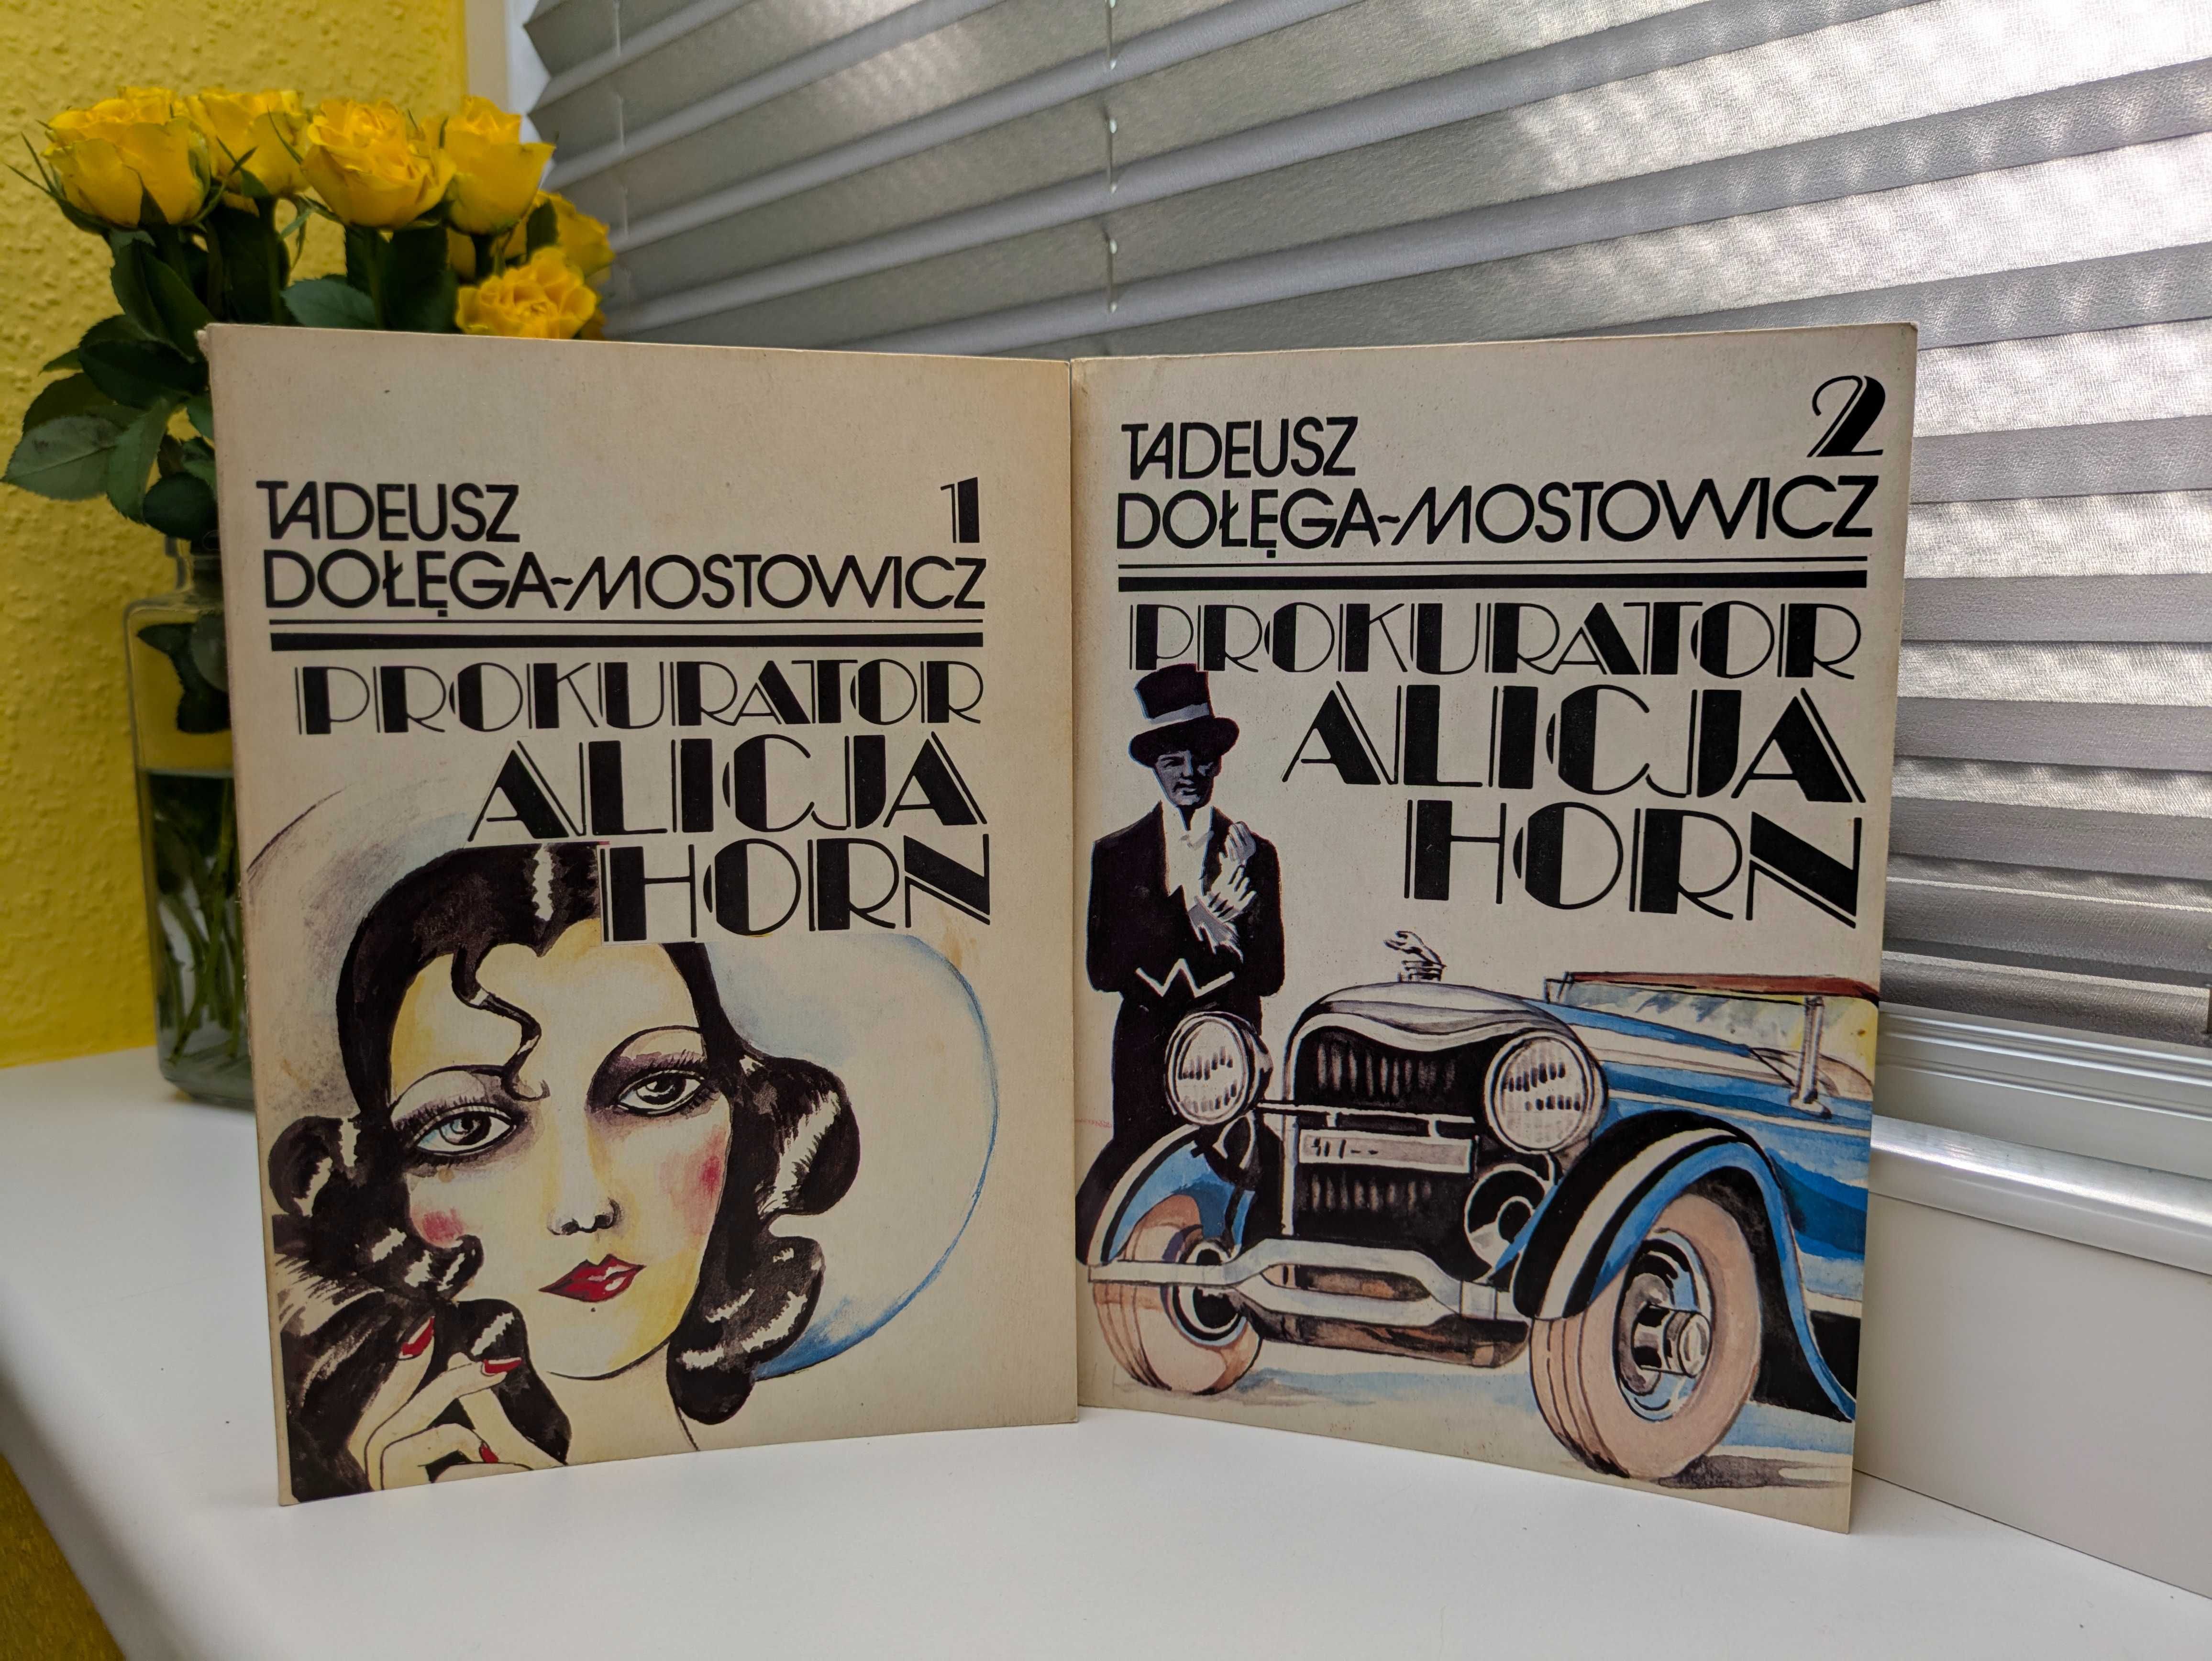 1
TADEUSZ
DOŁĘGA-MOSTOWICZ
PROKURATOR
ALICJA
HORN
2
TADEUSZ
DOŁĘGA-MOSTOWICZ
PROKURATOR
ALICJA
HORN